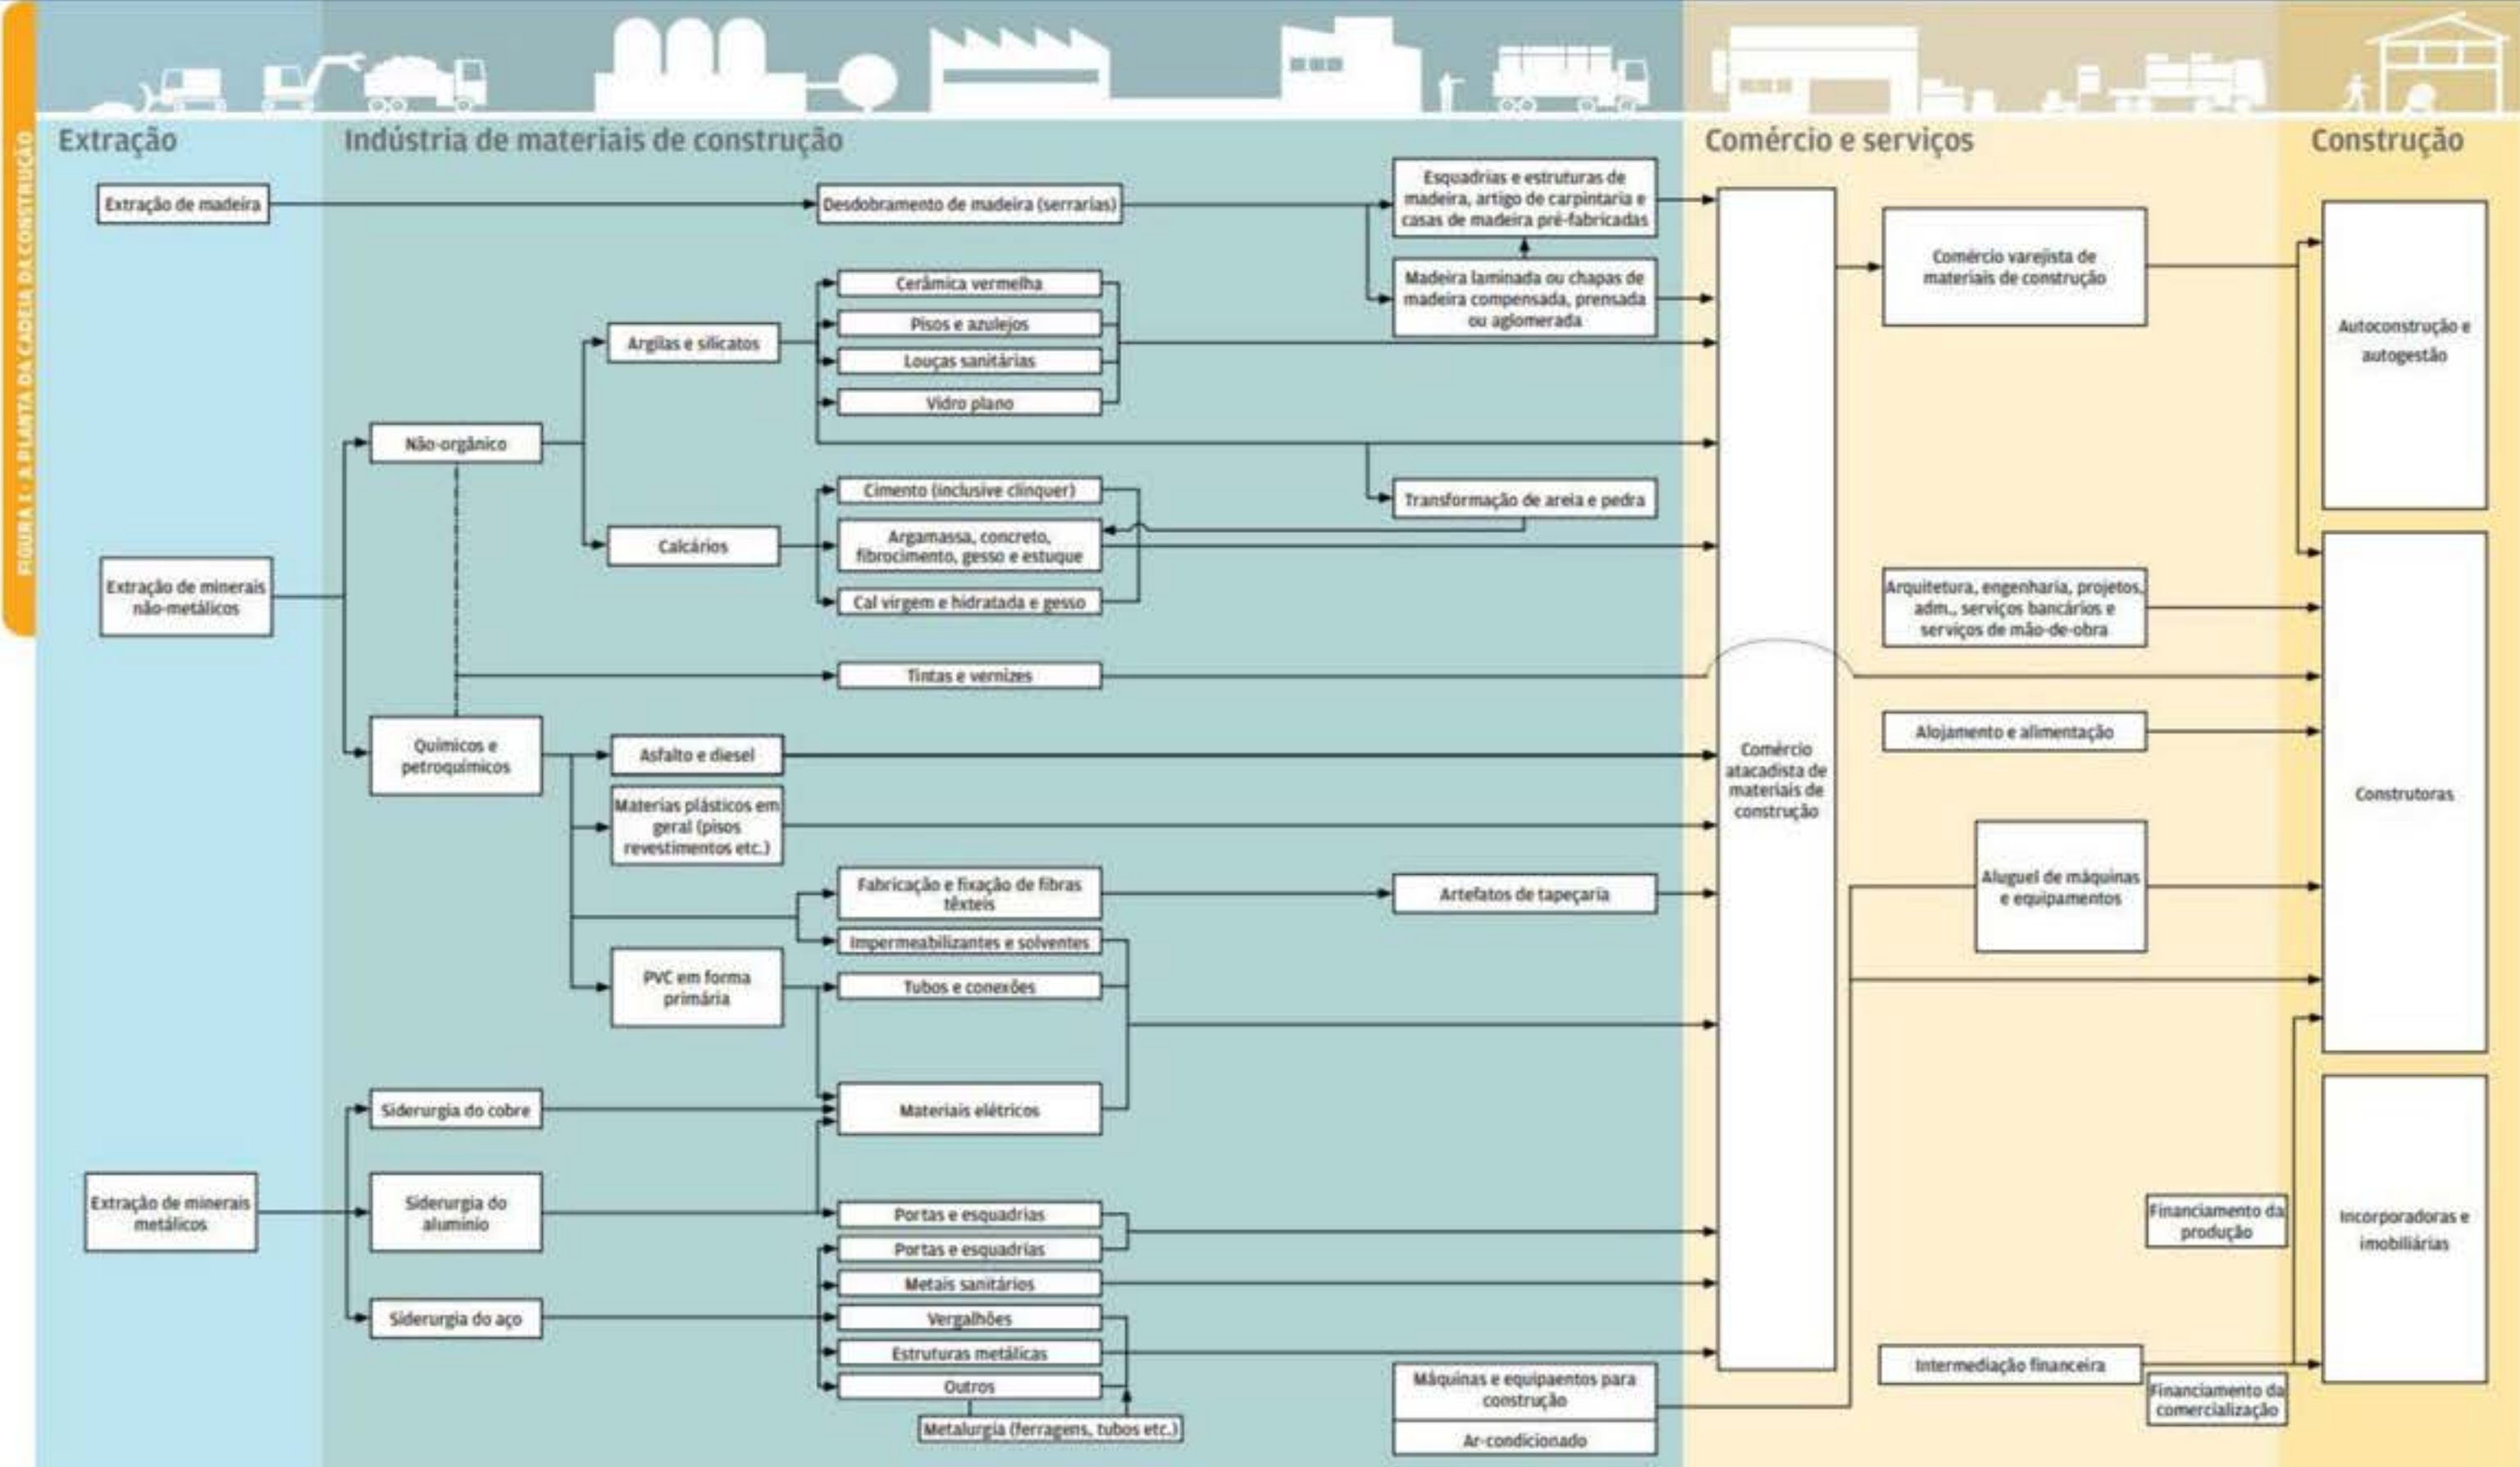 FIGURA I - A PLANTA DA CADEIA DA CONSTRUÇÃO
Extração
Indústria de materiais de construção
Comércio e serviços
Construção
Extração de madeira
Desdobramento de madeira (serrarias)
Esquadrias e estruturas de
madeira, artigo de carpintaria e
casas de madeira pré-fabricadas
Madeira laminada ou chapas de
madeira compensada, prensada
ou aglomerada
Comércio varejista de
materiais de construção
Autoconstrução e
autogestão
Cerâmica vermelha
Pisos e azulejos
Louças sanitárias
Vidro plano
Argilas e silicatos
Não-orgânico
Calcários
Cimento (inclusive clínquer)
Argamassa, concreto,
fibrocimento, gesso e estuque
Cal virgem e hidratada e gesso
Transformação de areia e pedra
Extração de minerais
não-metálicos
Arquitetura, engenharia, projetos,
adm., serviços bancários e
serviços de mão-de-obra
Tintas e vernizes
Químicos e
petroquímicos
Asfalto e diesel
Materias plásticos em
geral (pisos
revestimentos etc.)
Comércio
atacadista de
materiais de
construção
Alojamento e alimentação
Construtoras
Aluguel de máquinas
e equipamentos
Fabricação e fixação de fibras
têxteis
Artefatos de tapeçaria
Impermeabilizantes e solventes
PVC em forma
primária
Tubos e conexões
Siderurgia do cobre
Materiais elétricos
Extração de minerais
metálicos
Siderurgia do
alumínio
Siderurgia do aço
Portas e esquadrias
Portas e esquadrias
Metais sanitários
Vergalhões
Estruturas metálicas
Outros
Metalurgia (ferragens, tubos etc.)
Máquinas e equipaentos para
construção
Ar-condicionado
Financiamento da
produção
Incorporadoras e
imobiliárias
Intermediação financeira
Financiamento da
comercialização